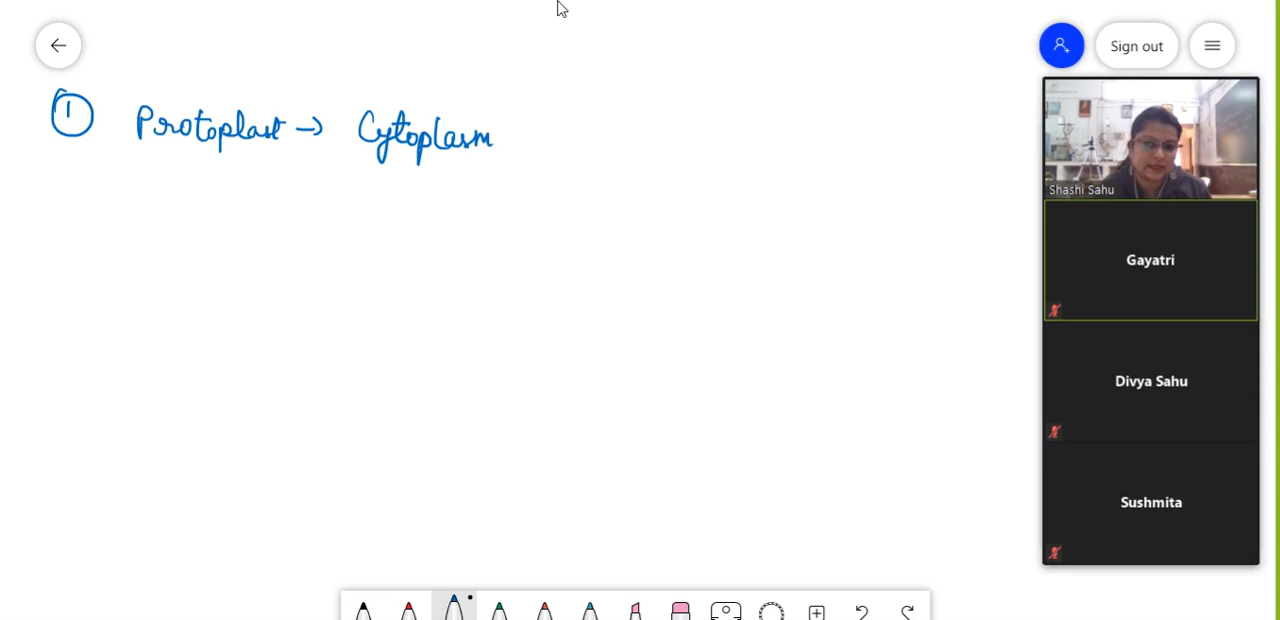 Sign out
① Protoplast → Cytoplasm
Shashi Sahu
Gayatri
Divya Sahu
Sushmita